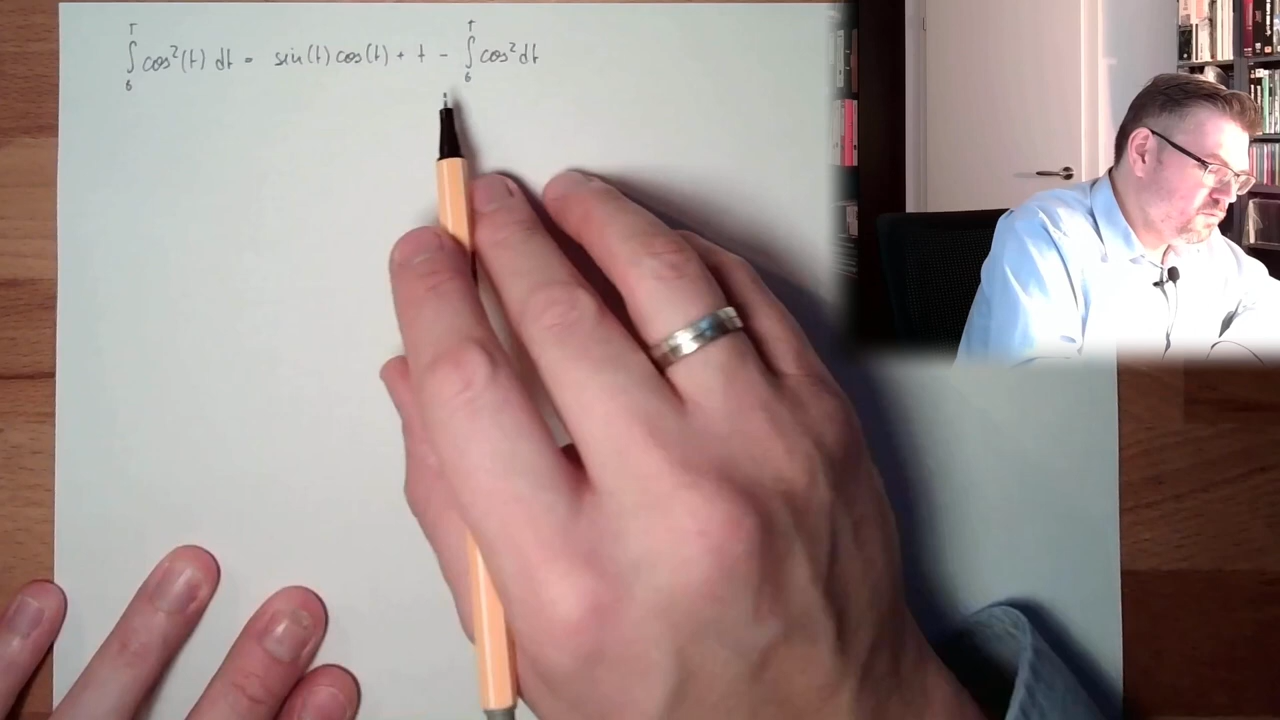 ∫₀ᵀ cos²(t) dt = sin(t) cos(t) + t - ∫₀ᵀ cos² dt